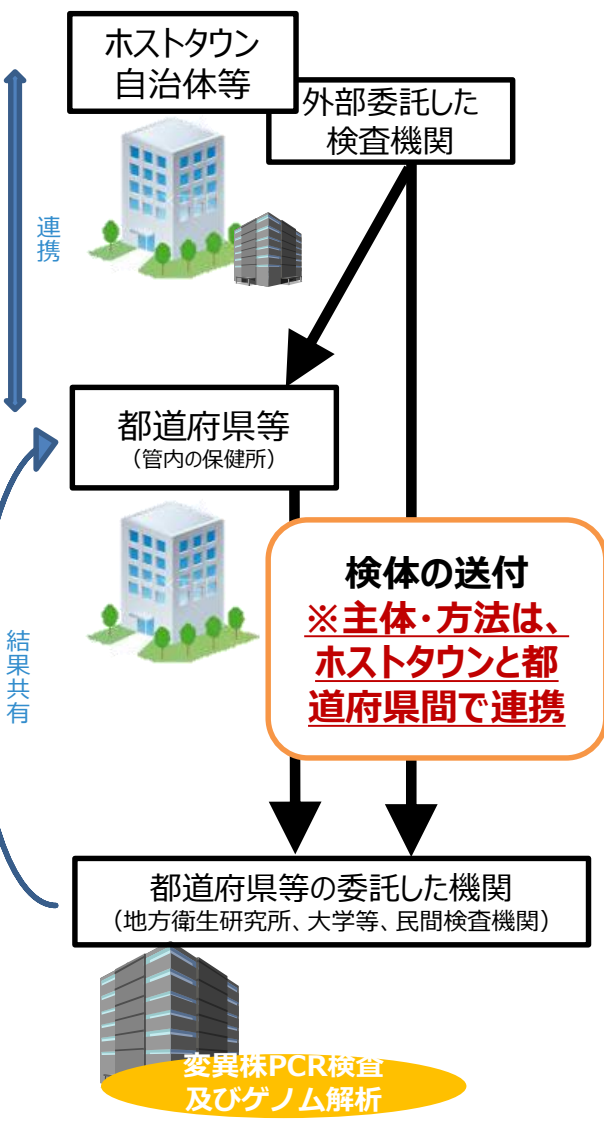 ホストタウン
自治体等
外部委託した
検査機関
連携
都道府県等
（管内の保健所）
検体の送付
※主体・方法は、
ホストタウンと都
道府県間で連携
結果共有
都道府県等の委託した機関
（地方衛生研究所、大学等、民間検査機関）
変異株PCR検査
及びゲノム解析